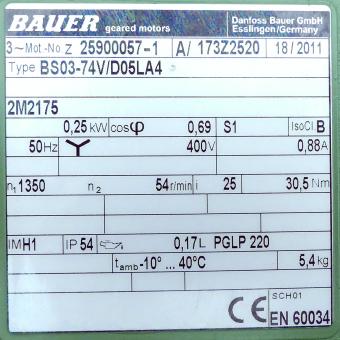 BAUER geared motors Danfoss Bauer GmbH
Esslingen/Germany
3~Mot.-No Z 25900057-1 A/ 173Z2520 18/2011
Type BS03-74V/D05LA4
2M2175
0,25 kW cosφ 0,69 S1 IsoCl B
50Hz Y 400V 0,88A
n1 1350 n2 54 r/min i 25 30,5 Nm
IM H1 IP 54 0,17L PGLP 220
tamb -10° ... 40°C 5,4 kg
SCH01
CE EN 60034